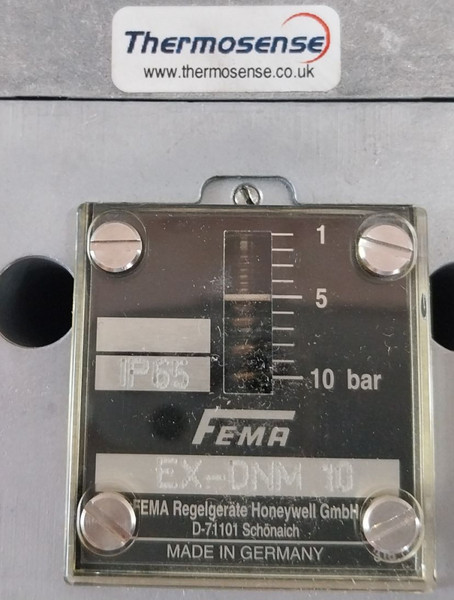 Thermosense
www.thermosense.co.uk
1
5
10 bar
IP65
FEMA
EX-DNM 10
FEMA Regelgeräte Honeywell GmbH
D-71101 Schönaich
MADE IN GERMANY